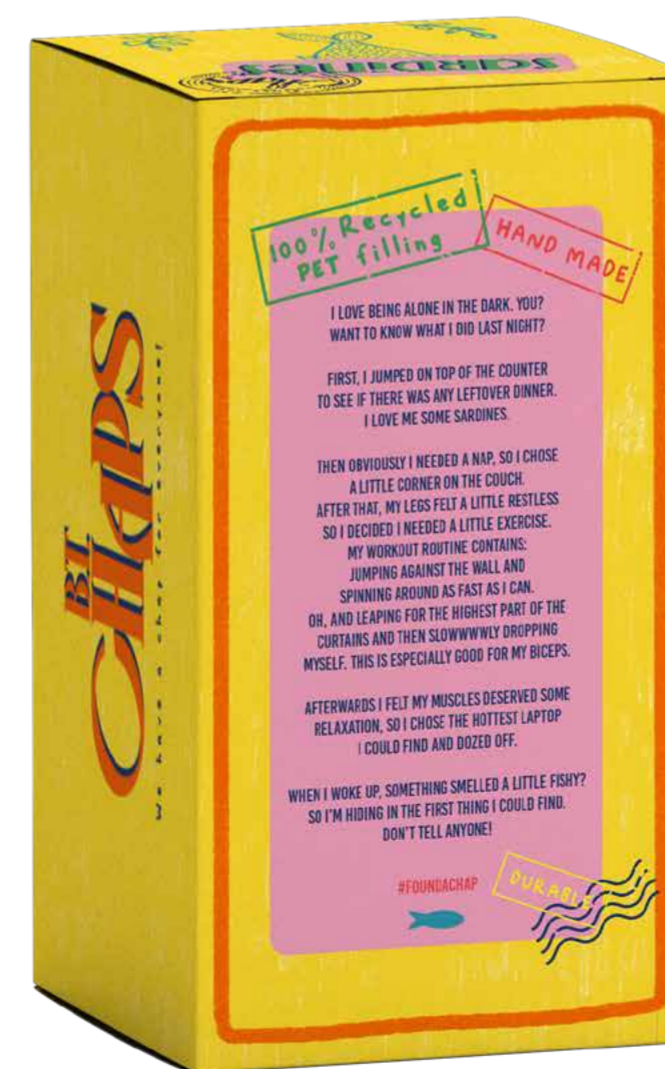 SARDINES
100% Recycled
PET filling
HAND MADE
I LOVE BEING ALONE IN THE DARK. YOU?
WANT TO KNOW WHAT I DID LAST NIGHT?
FIRST, I JUMPED ON TOP OF THE COUNTER
TO SEE IF THERE WAS ANY LEFTOVER DINNER.
I LOVE ME SOME SARDINES.
THEN OBVIOUSLY I NEEDED A NAP, SO I CHOSE
A LITTLE CORNER ON THE COUCH.
AFTER THAT, MY LEGS FELT A LITTLE RESTLESS
SO I DECIDED I NEEDED A LITTLE EXERCISE.
MY WORKOUT ROUTINE CONTAINS:
JUMPING AGAINST THE WALL AND
SPINNING AROUND AS FAST AS I CAN.
OH, AND LEAPING FOR THE HIGHEST PART OF THE
CURTAINS AND THEN SLOWWWWLY DROPPING
MYSELF. THIS IS ESPECIALLY GOOD FOR MY BICEPS.
AFTERWARDS I FELT MY MUSCLES DESERVED SOME
RELAXATION, SO I CHOSE THE HOTTEST LAPTOP
I COULD FIND AND DOZED OFF.
WHEN I WOKE UP, SOMETHING SMELLED A LITTLE FISHY?
SO I'M HIDING IN THE FIRST THING I COULD FIND.
DON'T TELL ANYONE!
#FOUNDACHAP
DURABLE
BT
CHAPS
We have a chap for everyone!